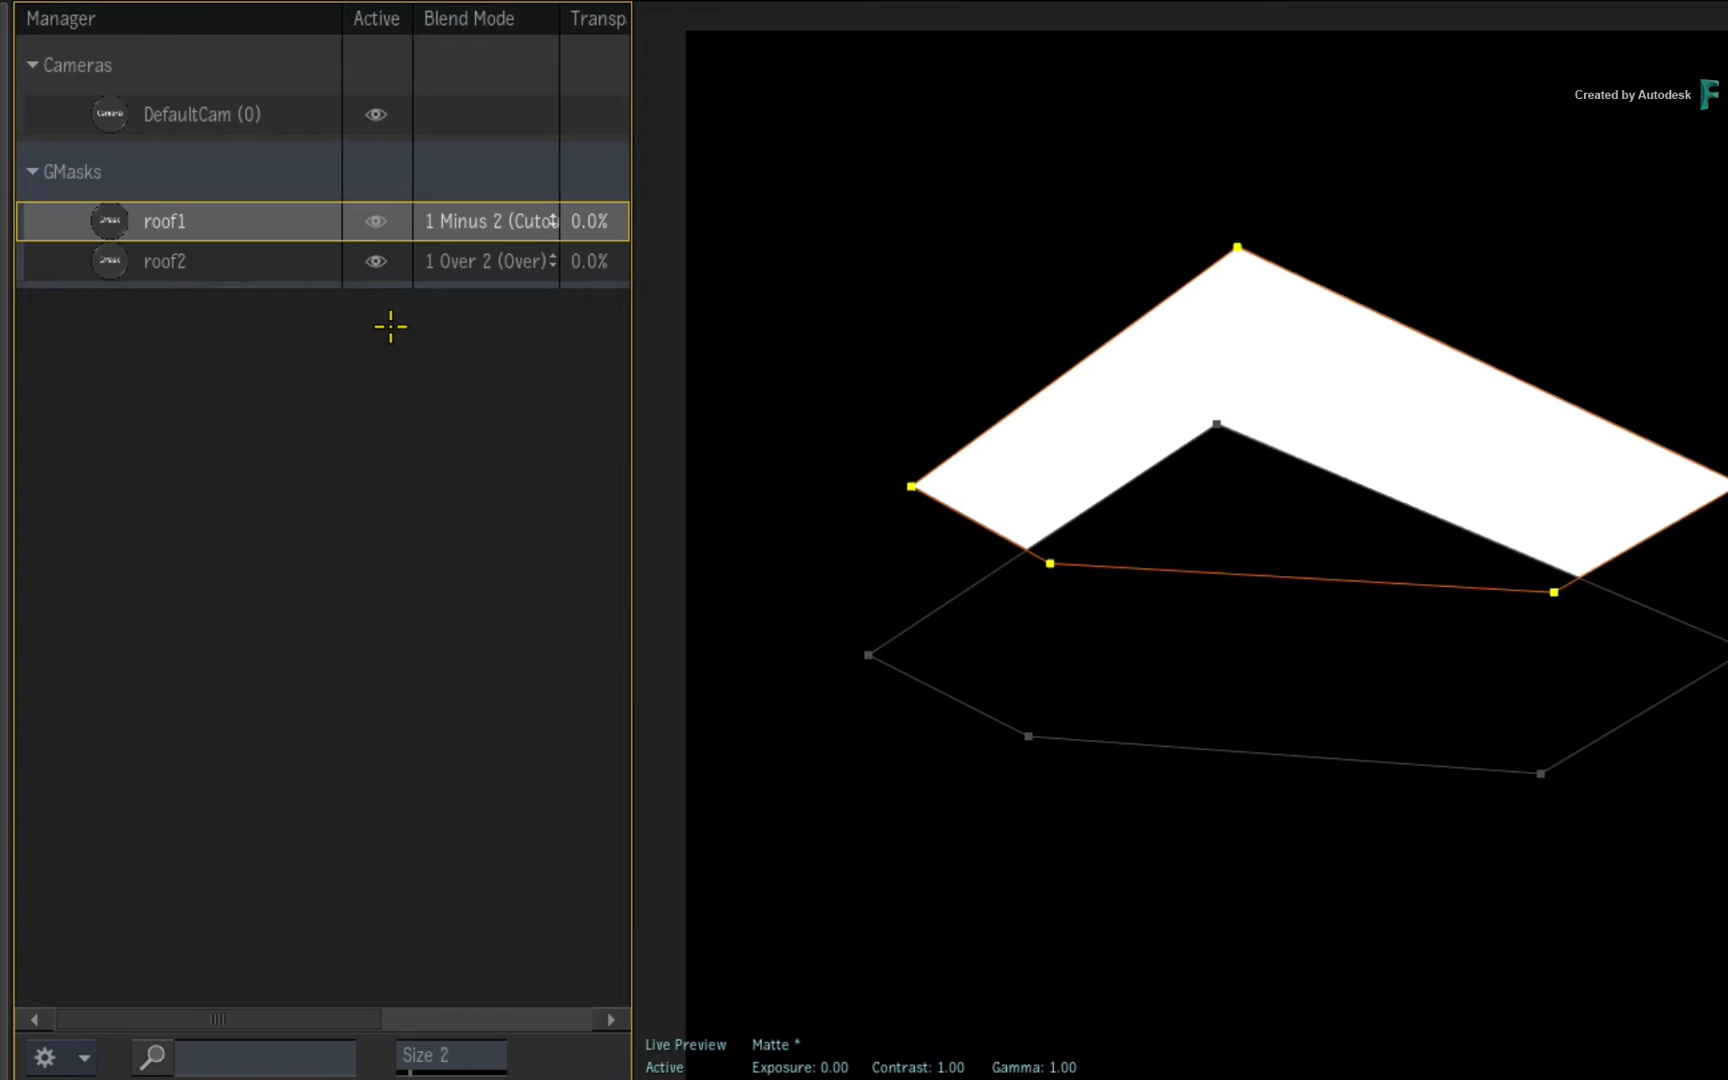 Manager Active Blend Mode Transp
Cameras
Camera DefaultCam (0)
GMasks
roof1 1 Minus 2 (Cuto 0.0%
roof2 1 Over 2 (Over) 0.0%
Created by Autodesk
Size 2
Live Preview Matte *
Active Exposure: 0.00 Contrast: 1.00 Gamma: 1.00